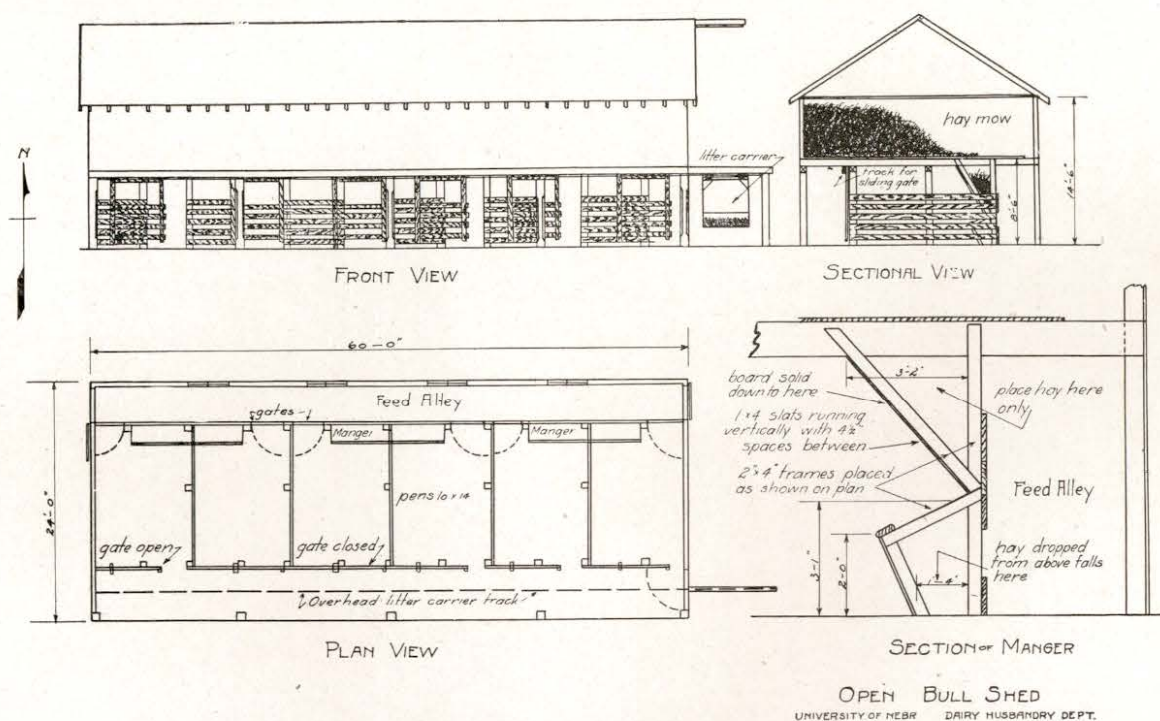 N
litter carrier
FRONT VIEW
hay mow
track for
sliding gate
8'-6"
14'-6"
SECTIONAL VIEW
60'-0"
24'-0"
Feed Alley
gates
Manger
Manger
pens 10 x 14
gate open
gate closed
Overhead litter carrier track
PLAN VIEW
3'-2"
board solid
down to here
1"x4" slats running
vertically with 4½"
spaces between
2"x4" frames placed
as shown on plan
place hay here
only
Feed Alley
hay dropped
from above falls
here
3'-1"
2'-0"
1'-4"
SECTION OF MANGER
OPEN BULL SHED
UNIVERSITY OF NEBR DAIRY HUSBANDRY DEPT.